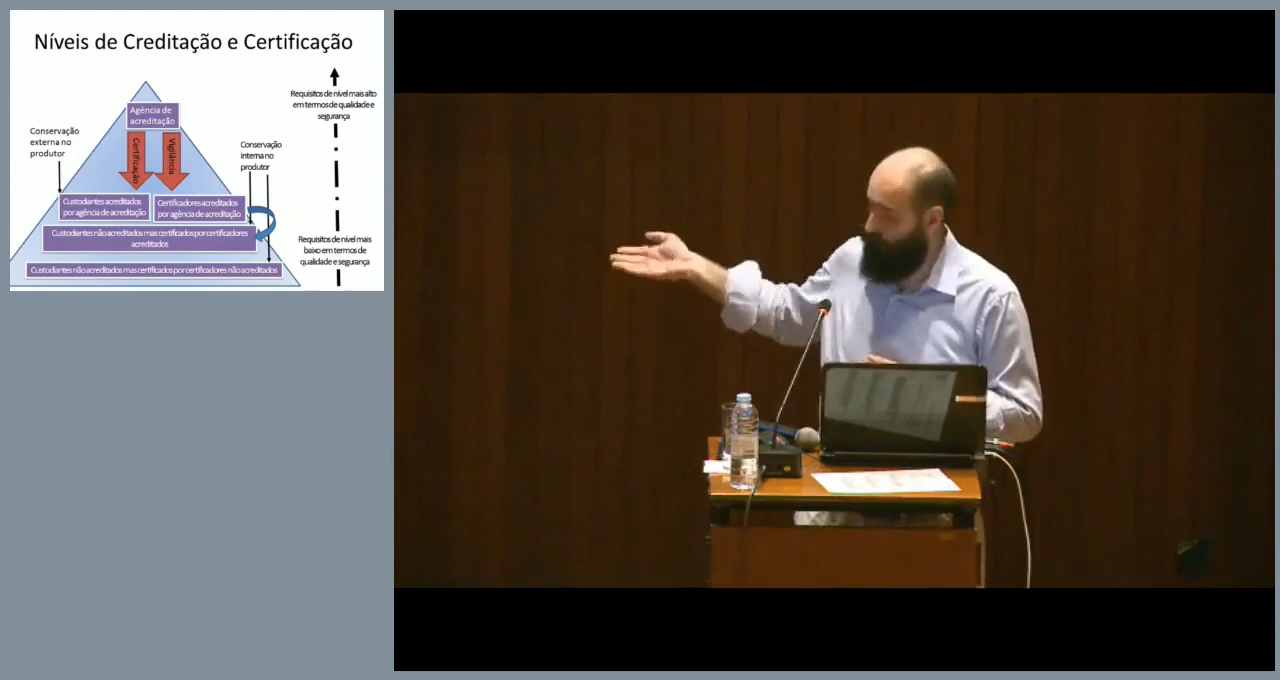 Níveis de Creditação e Certificação
Requisitos de nível mais alto
em termos de qualidade e
segurança
Agência de
acreditação
Conservação
externa no
produtor
Certificação
Vigilância
Conservação
interna no
produtor
Custodiantes acreditados
por agência de acreditação
Certificadores acreditados
por agência de acreditação
Custodiantes não acreditados mas certificados por certificadores
acreditados
Requisitos de nível mais
baixo em termos de
qualidade e segurança
Custodiantes não acreditados mas certificados por certificadores não acreditados